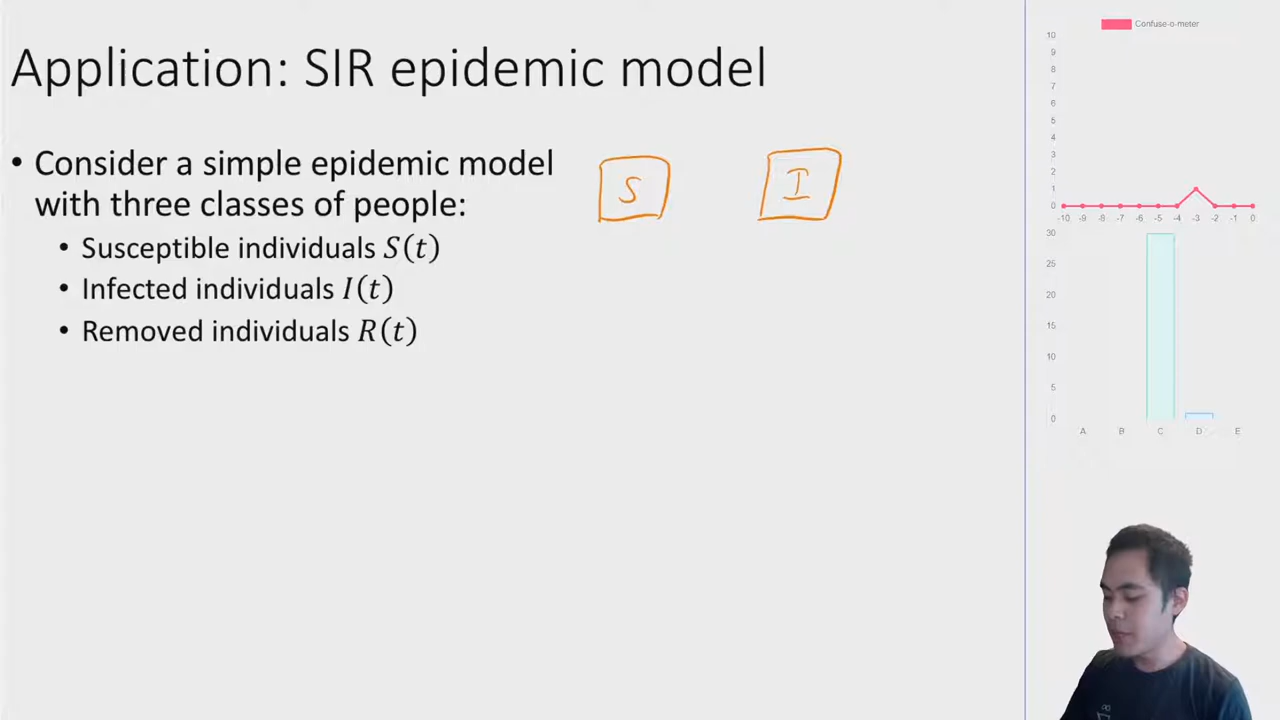 Application: SIR epidemic model
• Consider a simple epidemic model
with three classes of people:
• Susceptible individuals S(t)
• Infected individuals I(t)
• Removed individuals R(t)
S
I
Confuse-o-meter
10
9
8
7
6
5
4
3
2
1
0
-10 -9 -8 -7 -6 -5 -4 -3 -2 -1 0
30
25
20
15
10
5
0
A B C D E